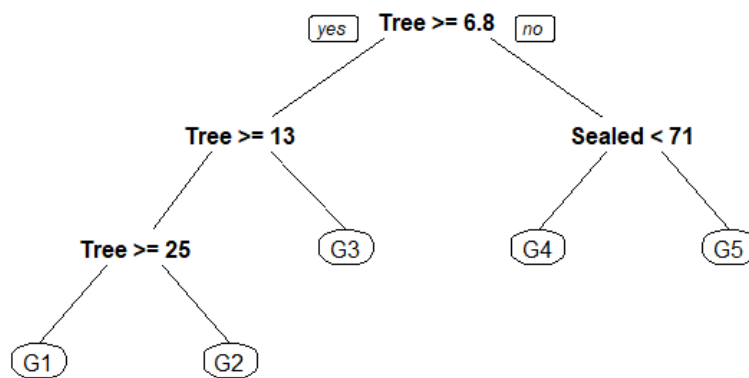 yes Tree >= 6.8 no
Tree >= 13 Sealed < 71
Tree >= 25 G3 G4 G5
G1 G2